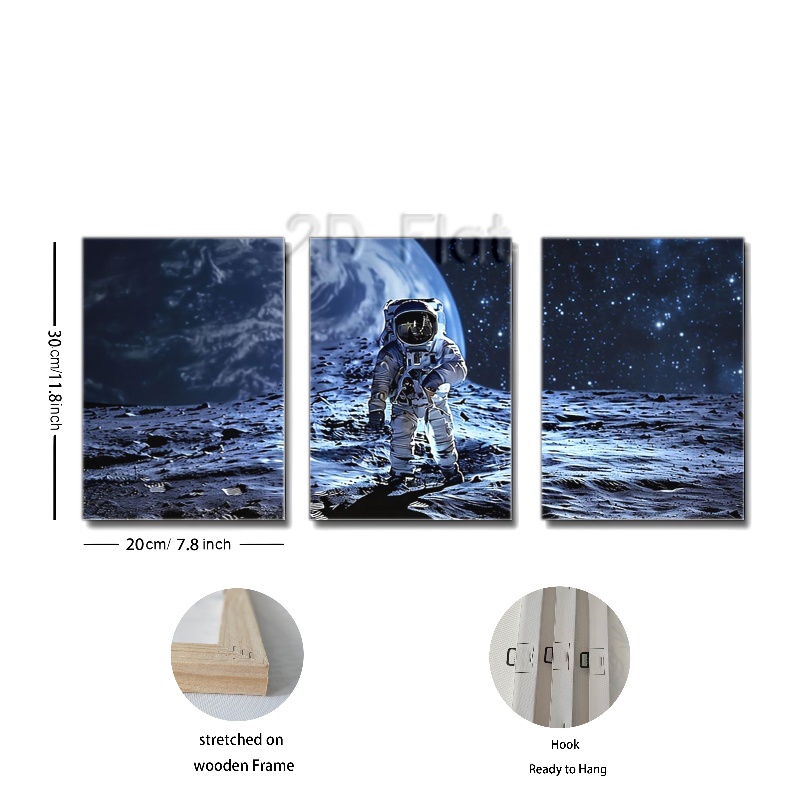 2D Flat
30cm/11.8inch
20cm/ 7.8 inch
stretched on
wooden Frame
Hook
Ready to Hang